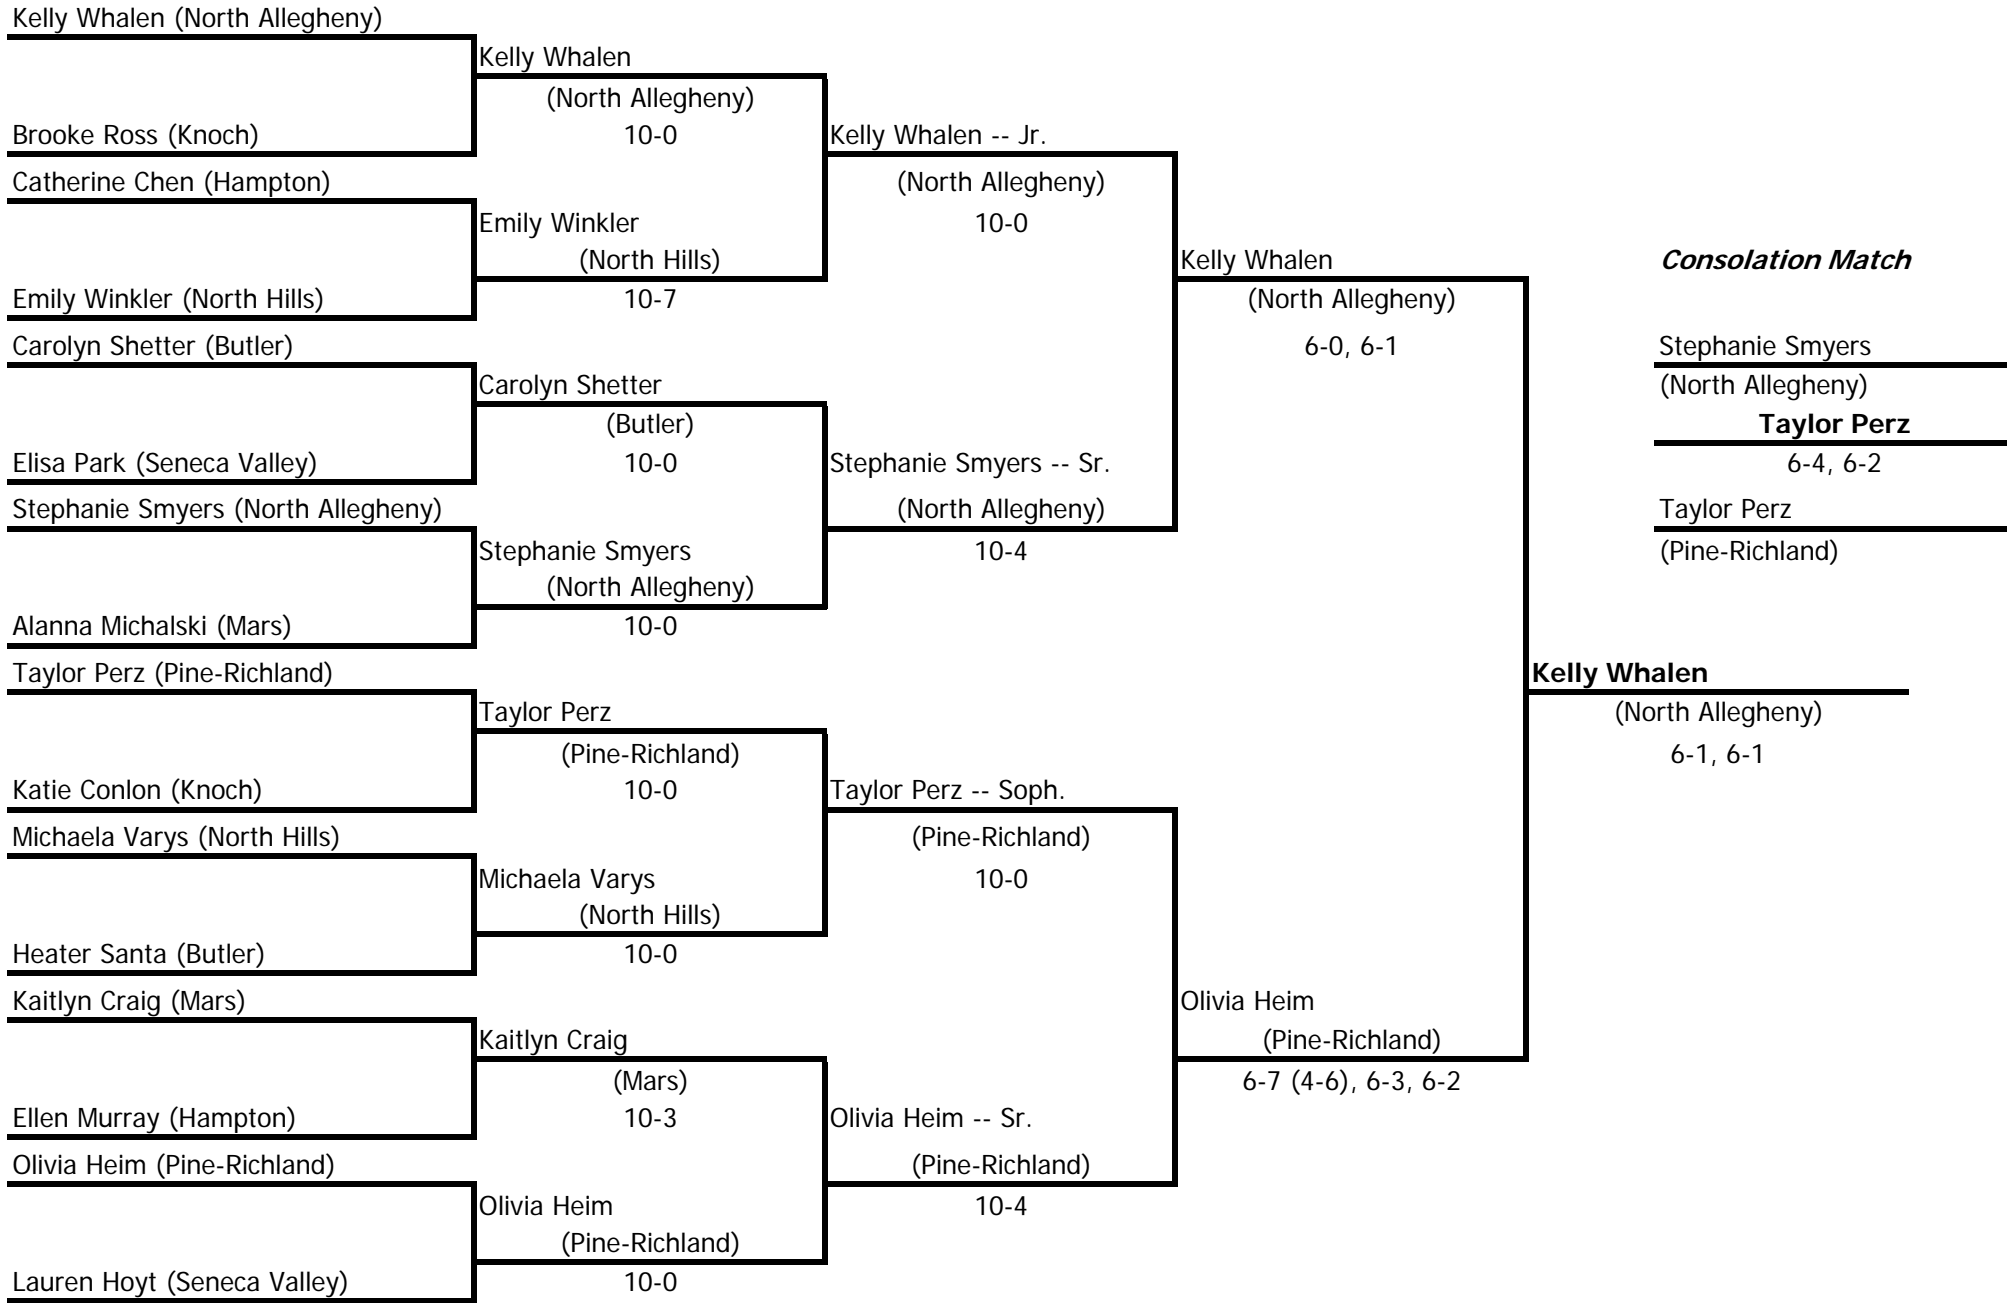 Kelly Whalen (North Allegheny)
Brooke Ross (Knoch)
Catherine Chen (Hampton)
Emily Winkler (North Hills)
Carolyn Shetter (Butler)
Elisa Park (Seneca Valley)
Stephanie Smyers (North Allegheny)
Alanna Michalski (Mars)
Taylor Perz (Pine-Richland)
Katie Conlon (Knoch)
Michaela Varys (North Hills)
Heater Santa (Butler)
Kaitlyn Craig (Mars)
Ellen Murray (Hampton)
Olivia Heim (Pine-Richland)
Lauren Hoyt (Seneca Valley)
Kelly Whalen
(North Allegheny)
10-0
Emily Winkler
(North Hills)
10-7
Carolyn Shetter
(Butler)
10-0
Stephanie Smyers
(North Allegheny)
10-0
Taylor Perz
(Pine-Richland)
10-0
Michaela Varys
(North Hills)
10-0
Kaitlyn Craig
(Mars)
10-3
Olivia Heim
(Pine-Richland)
10-0
Kelly Whalen -- Jr.
(North Allegheny)
10-0
Stephanie Smyers -- Sr.
(North Allegheny)
10-4
Taylor Perz -- Soph.
(Pine-Richland)
10-0
Olivia Heim -- Sr.
(Pine-Richland)
10-4
Kelly Whalen
(North Allegheny)
6-0, 6-1
Olivia Heim
(Pine-Richland)
6-7 (4-6), 6-3, 6-2
Kelly Whalen
(North Allegheny)
6-1, 6-1
Consolation Match
Stephanie Smyers
(North Allegheny)
Taylor Perz
6-4, 6-2
Taylor Perz
(Pine-Richland)